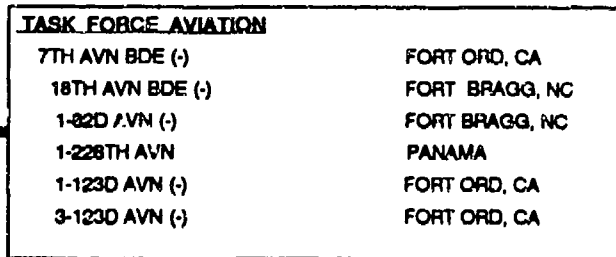 TASK FORCE AVIATION
7TH AVN BDE (-) FORT ORD, CA
18TH AVN BDE (-) FORT BRAGG, NC
1-82D AVN (-) FORT BRAGG, NC
1-228TH AVN PANAMA
1-123D AVN (-) FORT ORD, CA
3-123D AVN (-) FORT ORD, CA